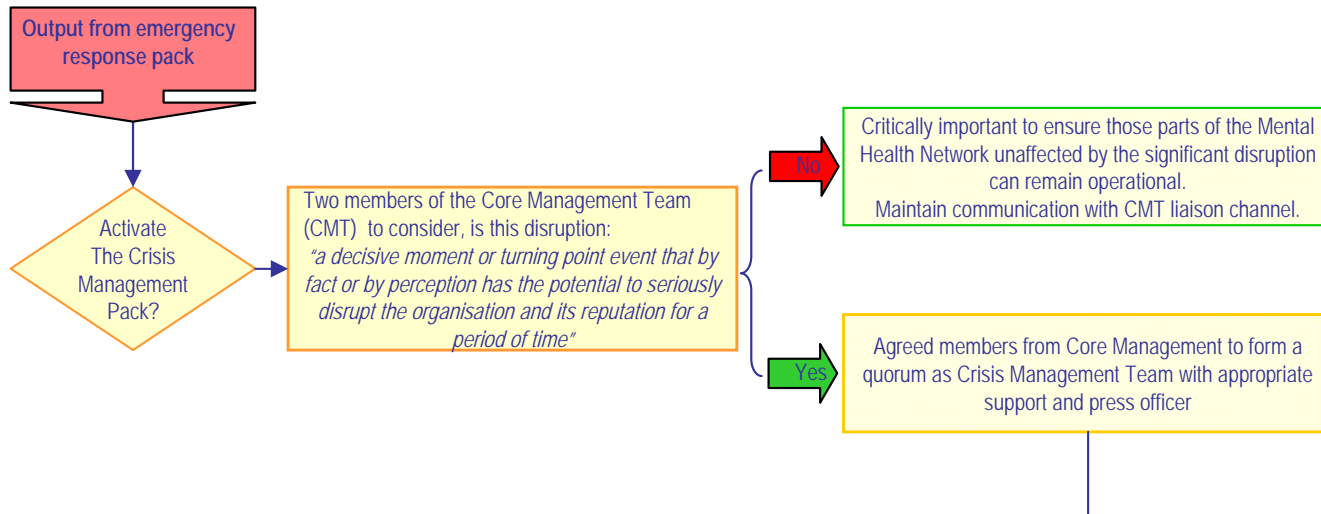 Output from emergency
response pack
Activate
The Crisis
Management
Pack?
Two members of the Core Management Team
(CMT) to consider, is this disruption:
“a decisive moment or turning point event that by
fact or by perception has the potential to seriously
disrupt the organisation and its reputation for a
period of time”
No
Critically important to ensure those parts of the Mental
Health Network unaffected by the significant disruption
can remain operational.
Maintain communication with CMT liaison channel.
Yes
Agreed members from Core Management to form a
quorum as Crisis Management Team with appropriate
support and press officer